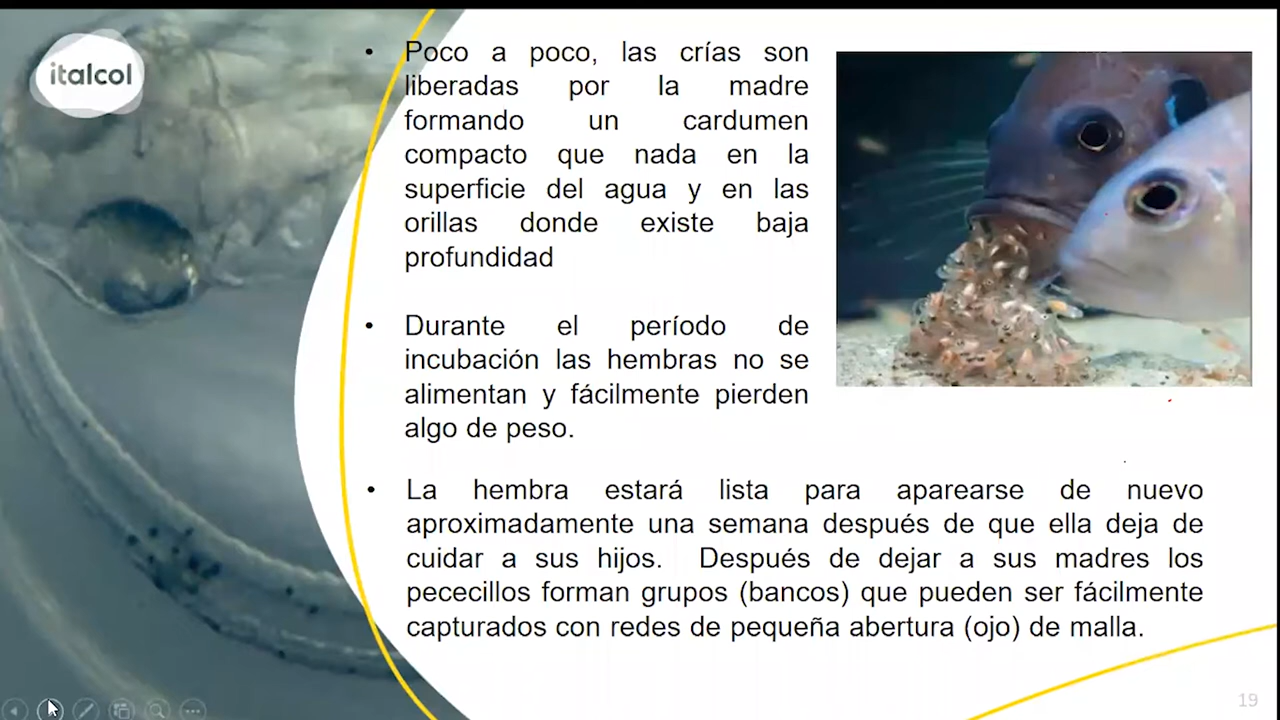 italcol
• Poco a poco, las crías son
liberadas por la madre
formando un cardumen
compacto que nada en la
superficie del agua y en las
orillas donde existe baja
profundidad
• Durante el período de
incubación las hembras no se
alimentan y fácilmente pierden
algo de peso.
• La hembra estará lista para aparearse de nuevo
aproximadamente una semana después de que ella deja de
cuidar a sus hijos. Después de dejar a sus madres los
pececillos forman grupos (bancos) que pueden ser fácilmente
capturados con redes de pequeña abertura (ojo) de malla.
19